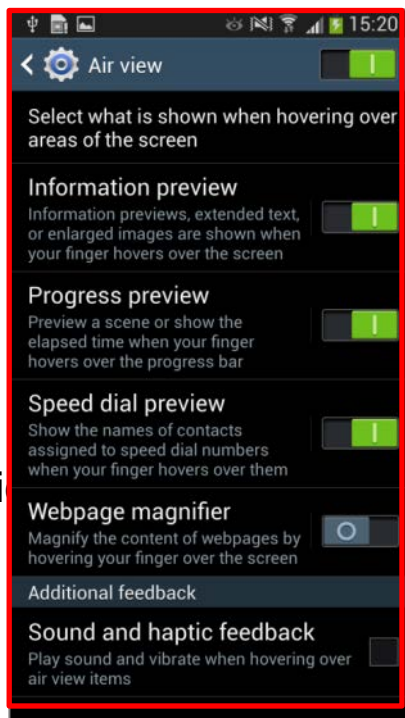 15:20
Air view
Select what is shown when hovering over
areas of the screen
Information preview
Information previews, extended text,
or enlarged images are shown when
your finger hovers over the screen
Progress preview
Preview a scene or show the
elapsed time when your finger
hovers over the progress bar
Speed dial preview
Show the names of contacts
assigned to speed dial numbers
when your finger hovers over them
Webpage magnifier
Magnify the content of webpages by
hovering your finger over the screen
Additional feedback
Sound and haptic feedback
Play sound and vibrate when hovering over
air view items